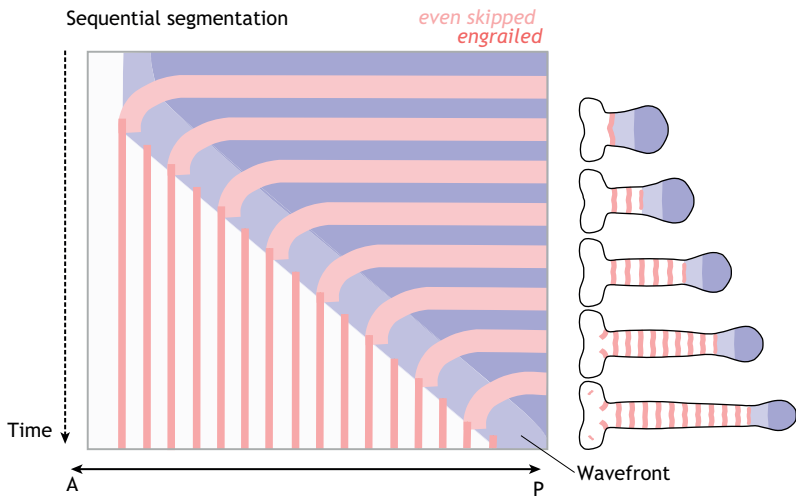 Sequential segmentation
even skipped
engrailed
Time
A
P
Wavefront